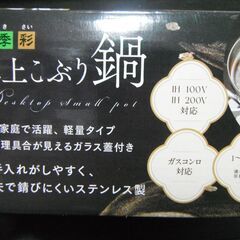 さい
季彩
上こぶり鍋
Desktop Small pot
家庭で活躍、軽量タイプ
理具合が見えるガラス蓋付き
手入れがしやすく、
で錆びにくいステンレス製
IH 100V
IH 200V
対応
ガスコンロ
対応